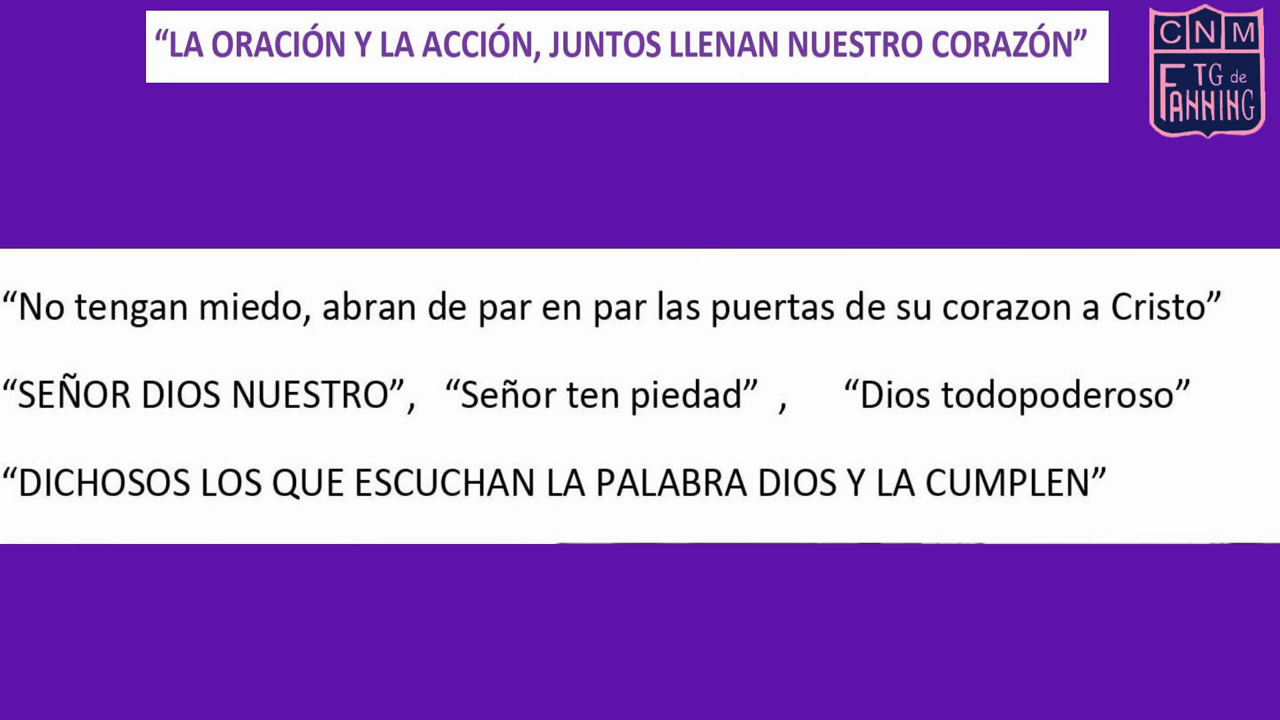 “LA ORACIÓN Y LA ACCIÓN, JUNTOS LLENAN NUESTRO CORAZÓN”
CNM
TG de
FANNING
“No tengan miedo, abran de par en par las puertas de su corazon a Cristo”
“SEÑOR DIOS NUESTRO”, “Señor ten piedad” , “Dios todopoderoso”
“DICHOSOS LOS QUE ESCUCHAN LA PALABRA DIOS Y LA CUMPLEN”